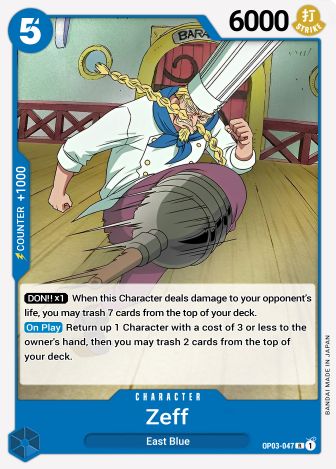 5
6000
打
STRIKE
BARA
COUNTER +1000
DON!!×1 When this Character deals damage to your opponent's
life, you may trash 7 cards from the top of your deck.
On Play Return up 1 Character with a cost of 3 or less to the
owner's hand, then you may trash 2 cards from the top of
your deck.
CHARACTER
Zeff
East Blue
OP03-047 R 1
BANDAI MADE IN JAPAN